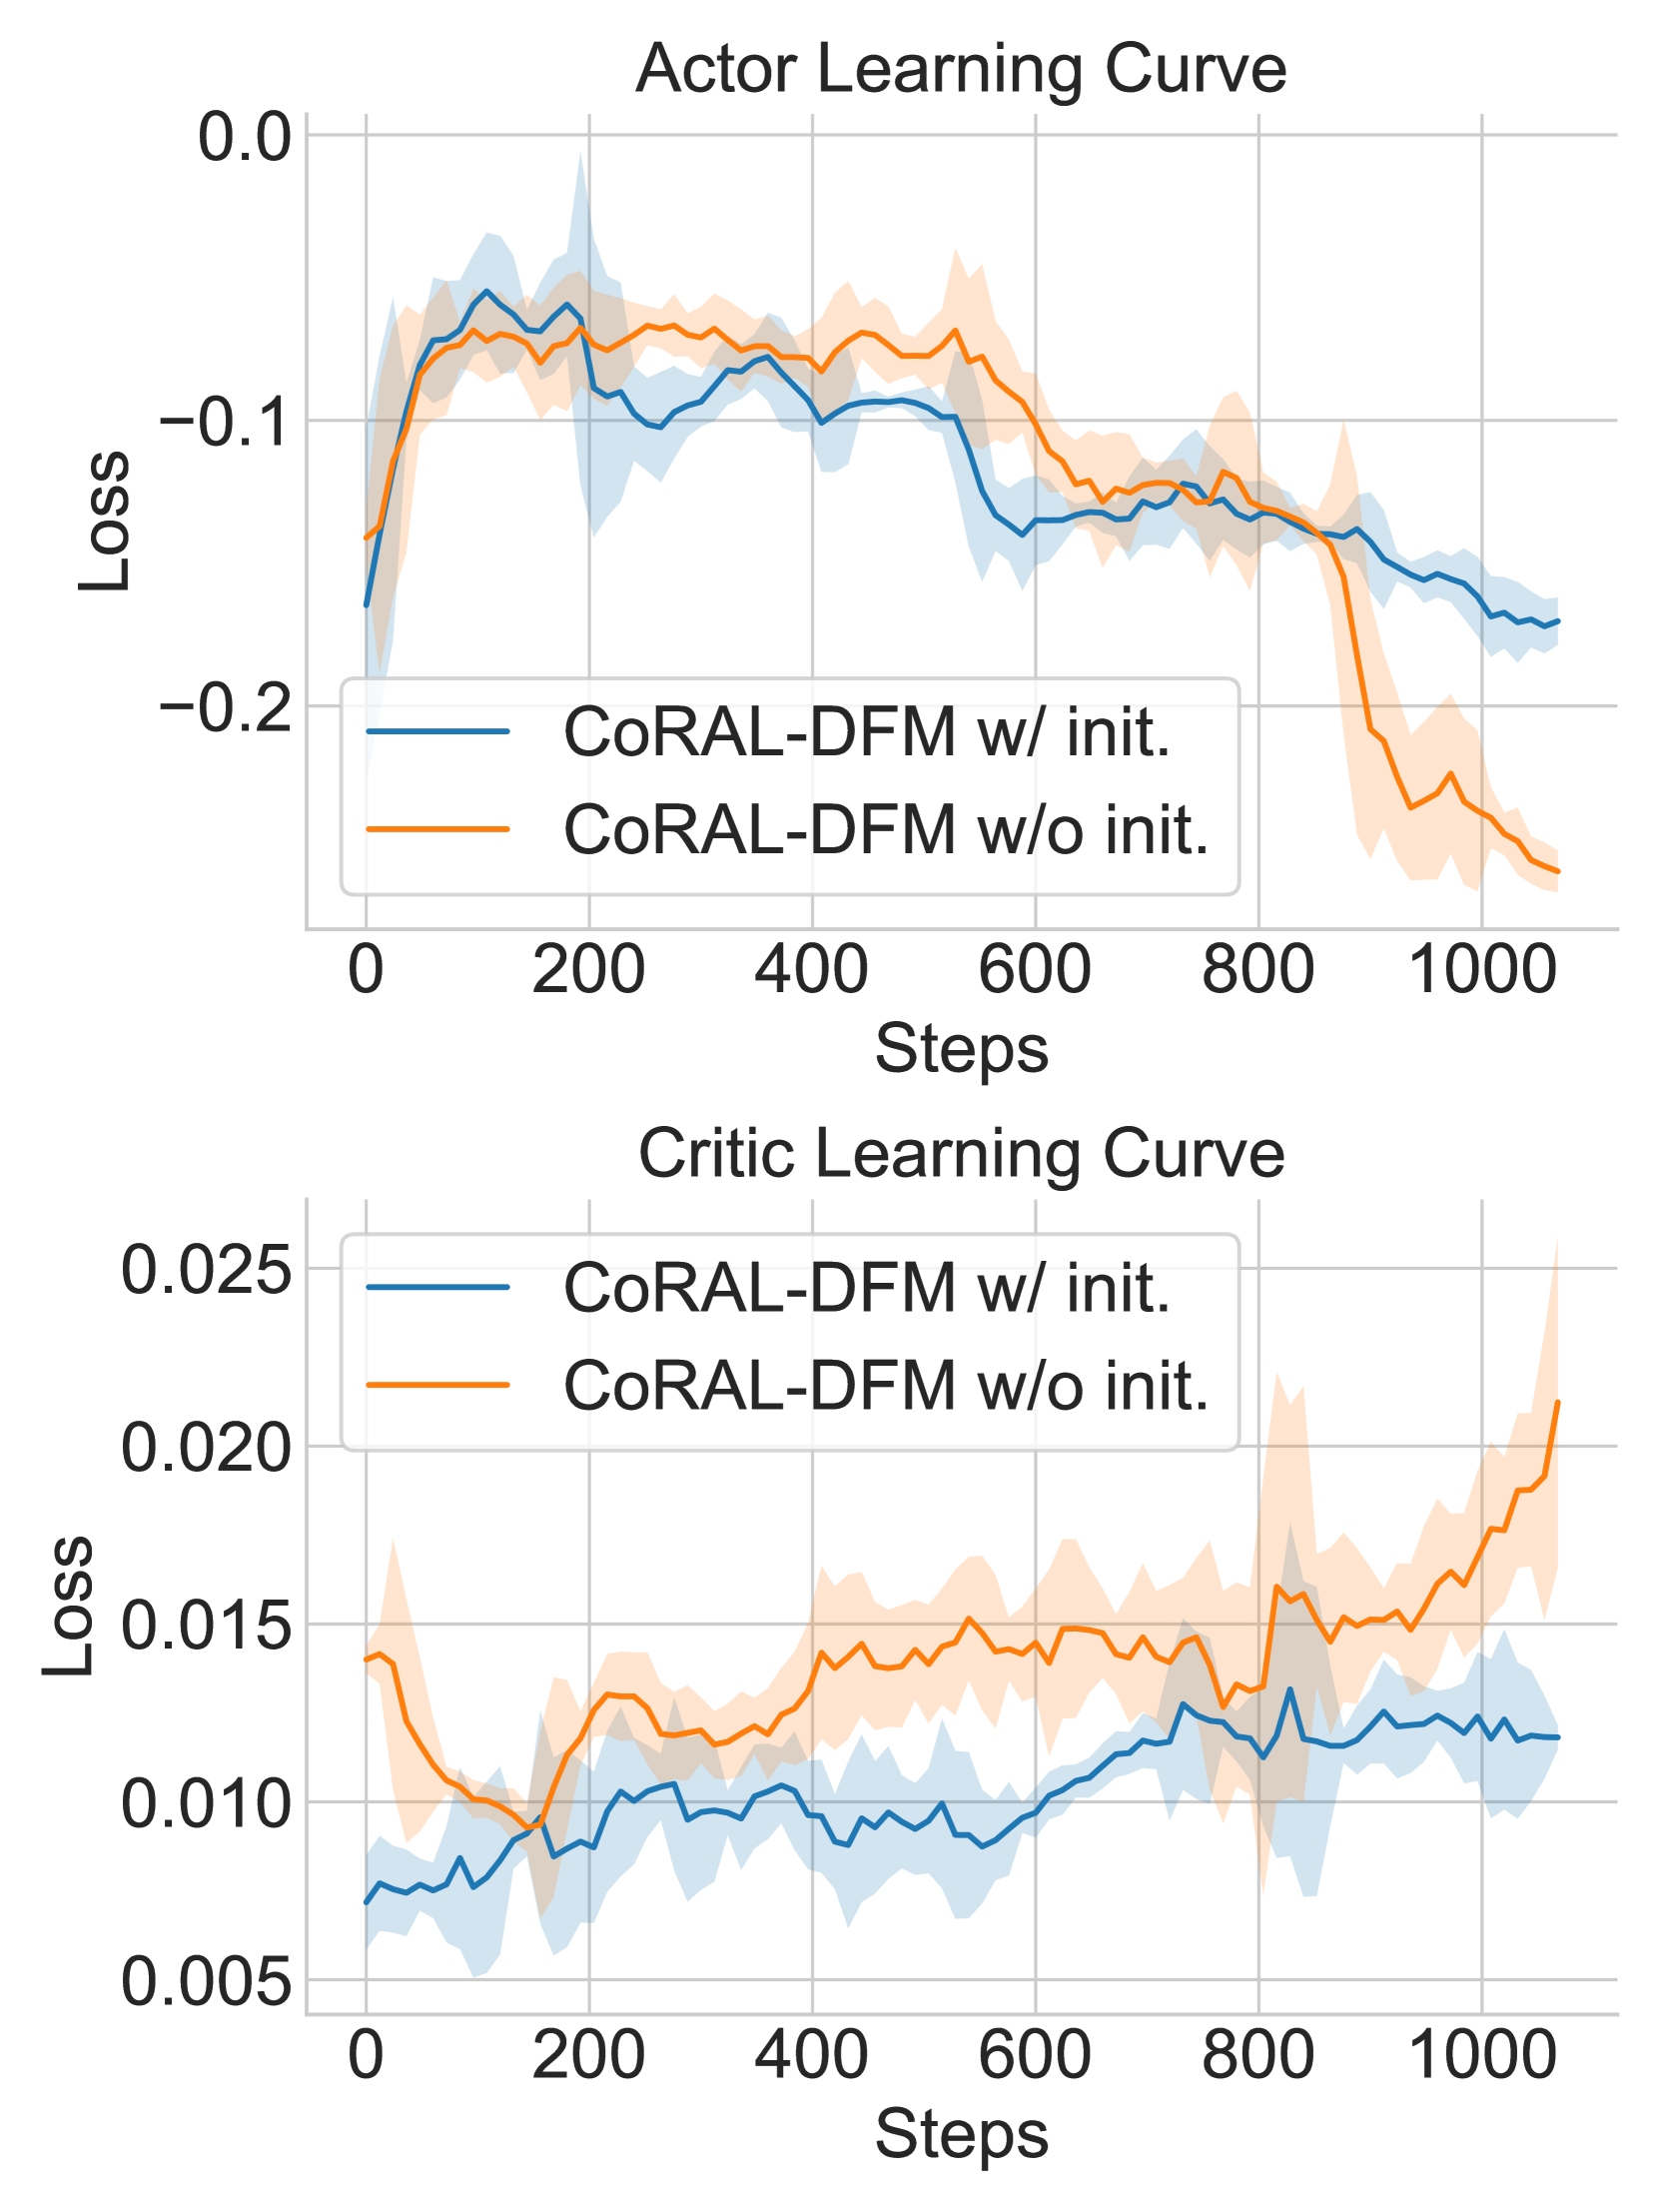 Actor Learning Curve
0.0
−0.1
−0.2
Loss
CoRAL-DFM w/ init.
CoRAL-DFM w/o init.
0 200 400 600 800 1000
Steps
Critic Learning Curve
0.025
0.020
0.015
0.010
0.005
Loss
CoRAL-DFM w/ init.
CoRAL-DFM w/o init.
0 200 400 600 800 1000
Steps